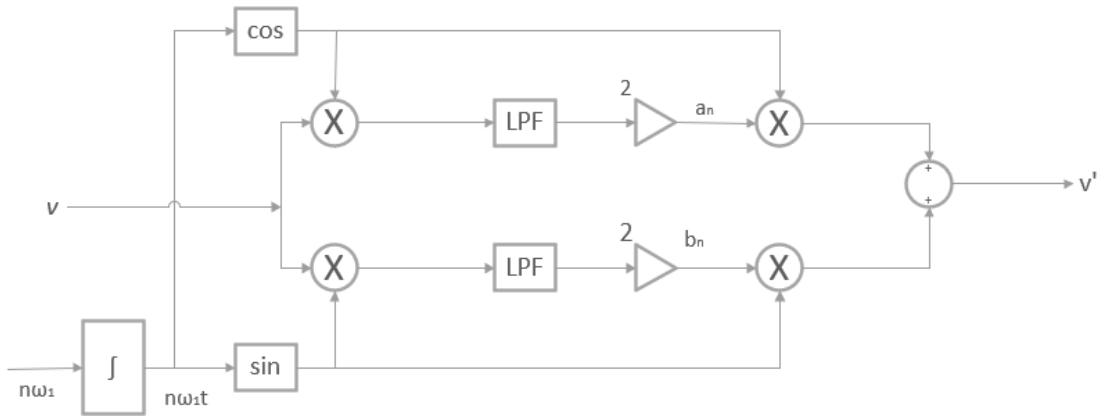 cos
2
X
LPF
aₙ
X
v
+
v'
+
2
X
LPF
bₙ
X
∫
sin
nω₁
nω₁t